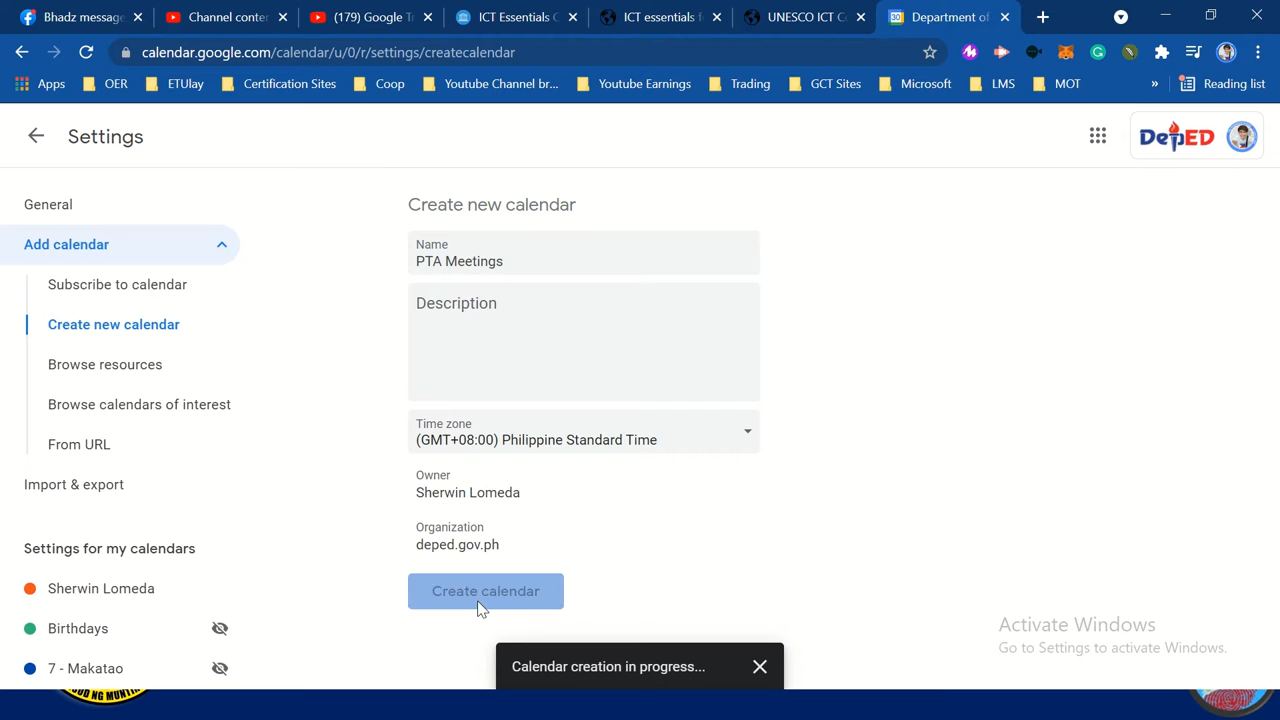 Bhadz message
Channel conten
(179) Google Tr
ICT Essentials C
ICT essentials f
UNESCO ICT Co
Department of
calendar.google.com/calendar/u/0/r/settings/createcalendar
Apps OER ETUlay Certification Sites Coop Youtube Channel br... Youtube Earnings Trading GCT Sites Microsoft LMS MOT » Reading list
Settings
DepED
General
Add calendar
Subscribe to calendar
Create new calendar
Browse resources
Browse calendars of interest
From URL
Import & export
Settings for my calendars
Sherwin Lomeda
Birthdays
7 - Makatao
Create new calendar
Name
PTA Meetings
Description
Time zone
(GMT+08:00) Philippine Standard Time
Owner
Sherwin Lomeda
Organization
deped.gov.ph
Create calendar
Calendar creation in progress...
Activate Windows
Go to Settings to activate Windows.